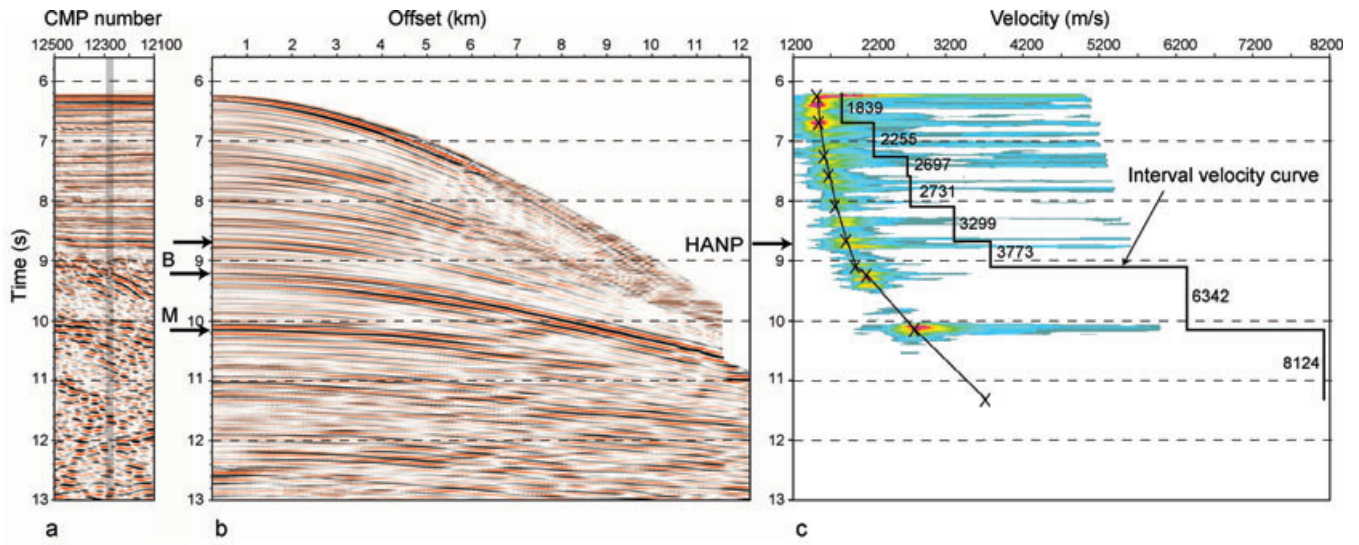 CMP number
12500 12300 12100
Offset (km)
1 2 3 4 5 6 7 8 9 10 11 12
Velocity (m/s)
1200 2200 3200 4200 5200 6200 7200 8200
Time (s)
6
7
8
9
10
11
12
13
B
M
6
7
8
9
10
11
12
13
HANP
6
7
8
9
10
11
12
13
1839
2255
2697
2731
3299
3773
6342
8124
Interval velocity curve
a
b
c